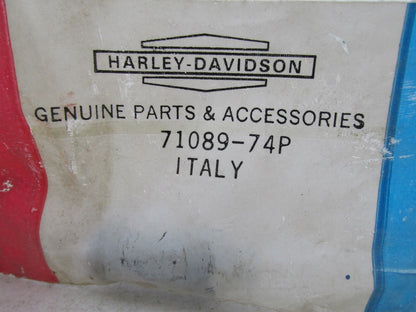 HARLEY-DAVIDSON
GENUINE PARTS & ACCESSORIES
71089-74P
ITALY